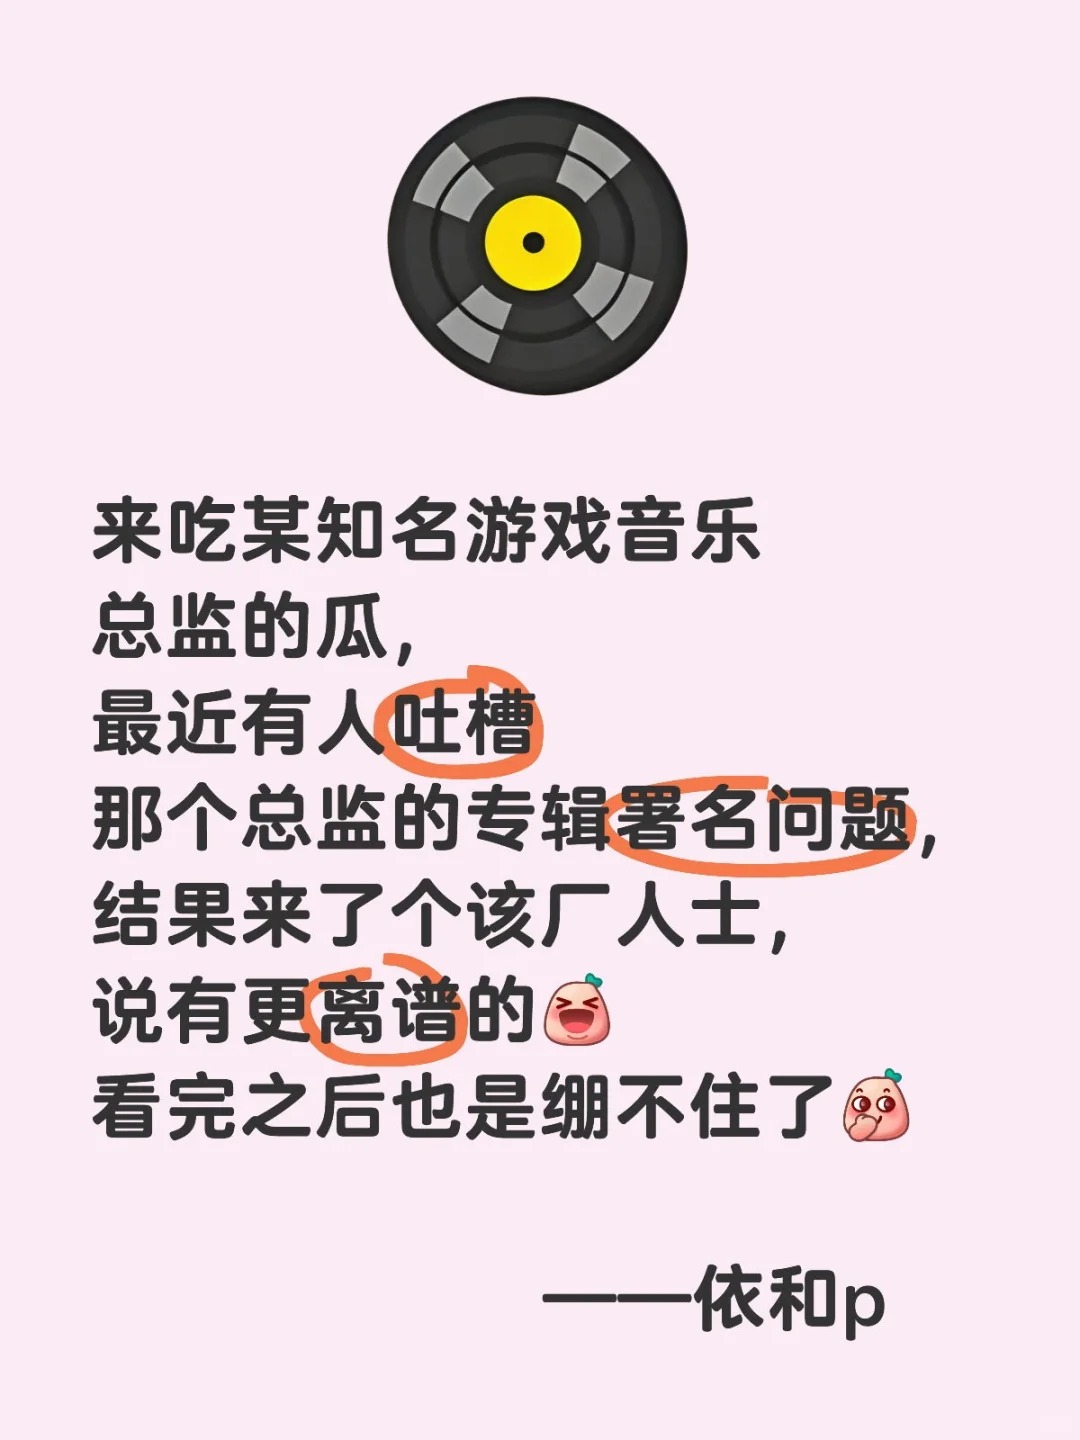 来吃某知名游戏音乐
总监的瓜，
最近有人吐槽
那个总监的专辑署名问题，
结果来了个该厂人士，
说有更离谱的
看完之后也是绷不住了
——依和p